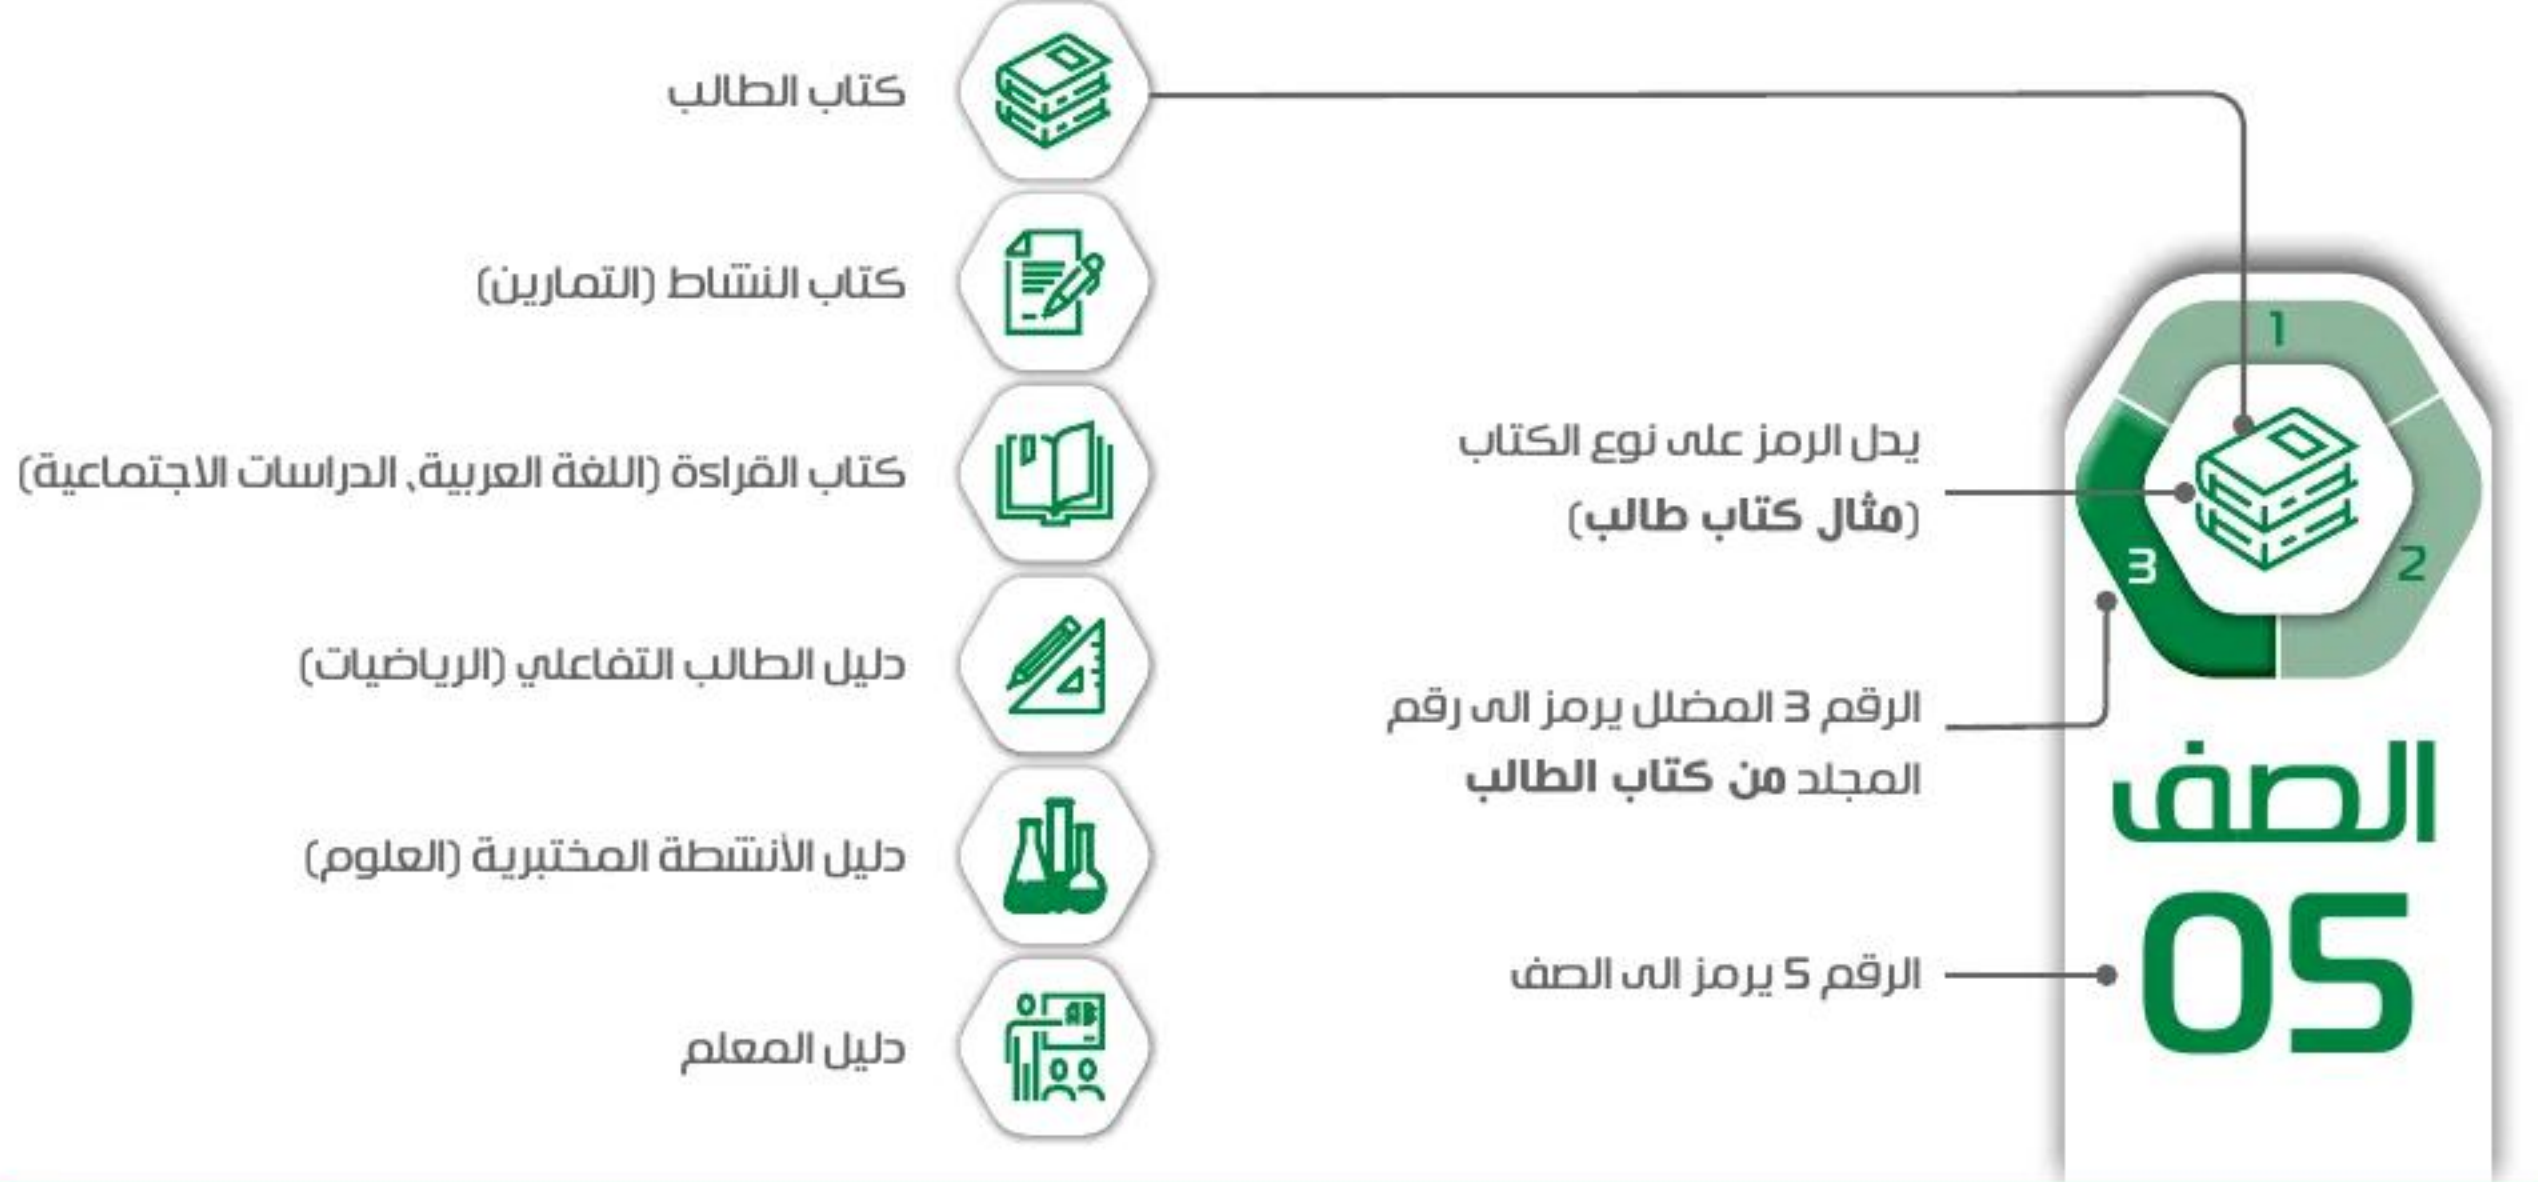 1
2
3
الصف
05
يدل الرمز على نوع الكتاب
(مثال كتاب طالب)
الرقم 3 المضلل يرمز الى رقم
المجلد من كتاب الطالب
الرقم 5 يرمز الى الصف
كتاب الطالب
كتاب النشاط (التمارين)
كتاب القراءة (اللغة العربية، الدراسات الاجتماعية)
دليل الطالب التفاعلي (الرياضيات)
دليل الأنشطة المختبرية (العلوم)
AB
دليل المعلم